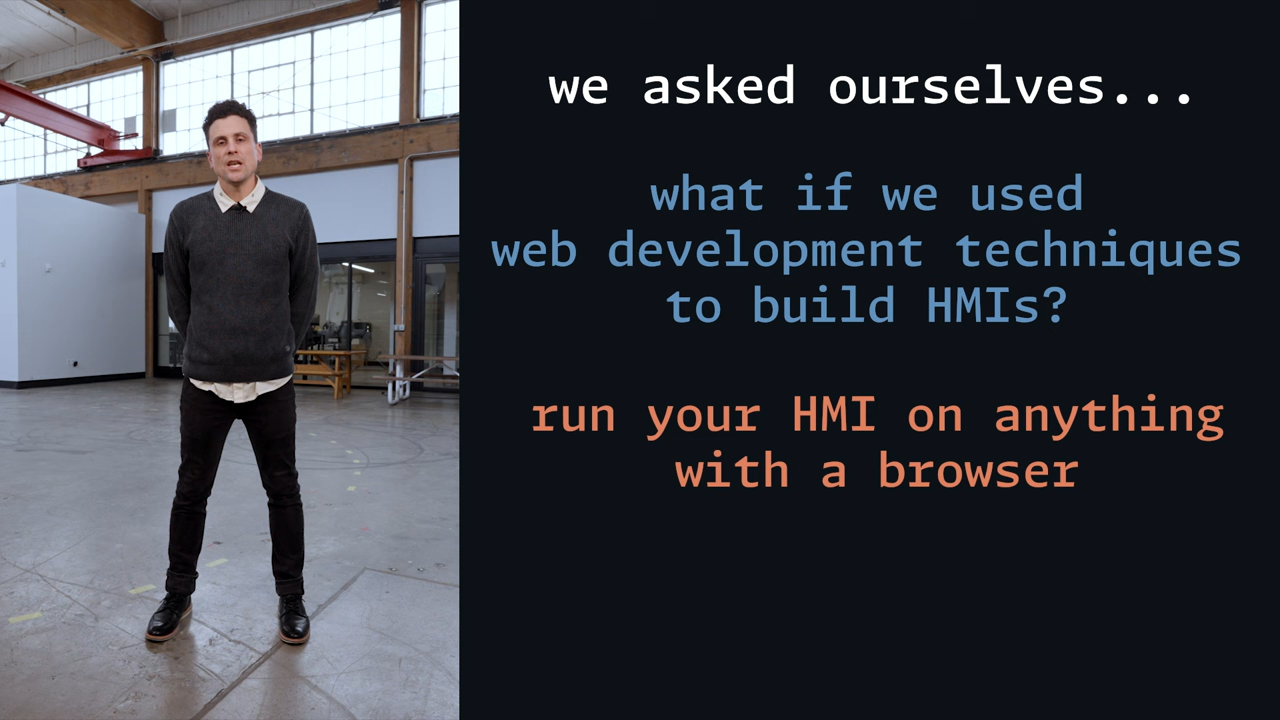 we asked ourselves...
what if we used
web development techniques
to build HMIs?
run your HMI on anything
with a browser